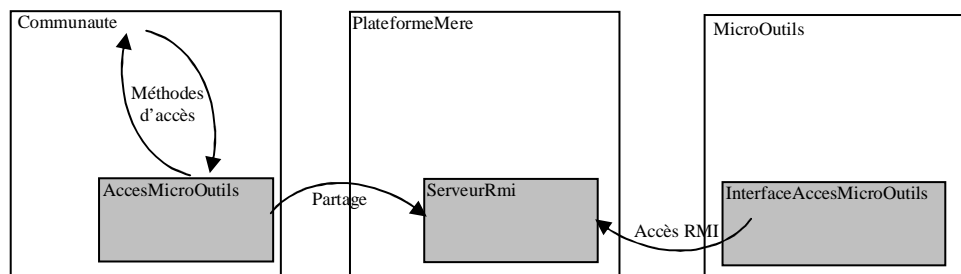 Communaute
PlateformeMere
MicroOutils
Méthodes
d'accès
AccesMicroOutils
Partage
ServeurRmi
Accès RMI
InterfaceAccesMicroOutils